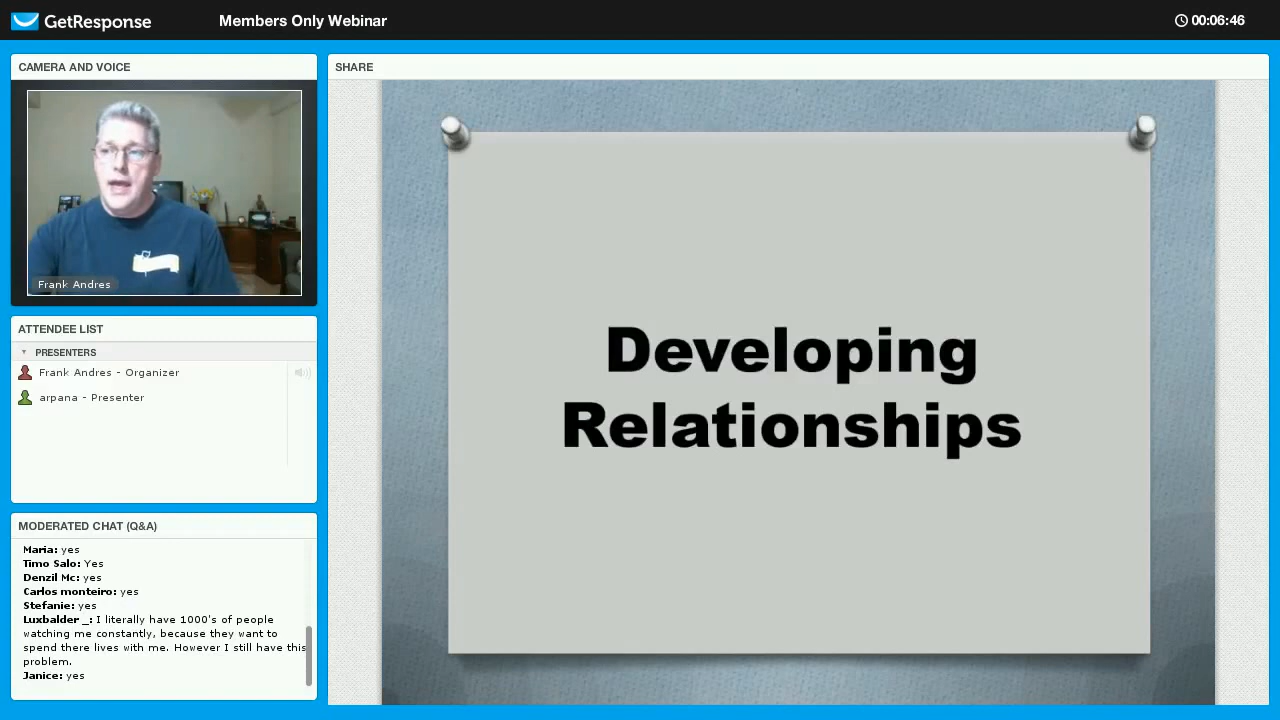 GetResponse
Members Only Webinar
00:06:46
CAMERA AND VOICE
Frank Andres
ATTENDEE LIST
PRESENTERS
Frank Andres - Organizer
arpana - Presenter
MODERATED CHAT (Q&A)
Maria: yes
Timo Salo: Yes
Denzil Mc: yes
Carlos monteiro: yes
Stefanie: yes
Luxbalder _: I literally have 1000's of people
watching me constantly, because they want to
spend there lives with me. However I still have this
problem.
Janice: yes
SHARE
Developing
Relationships